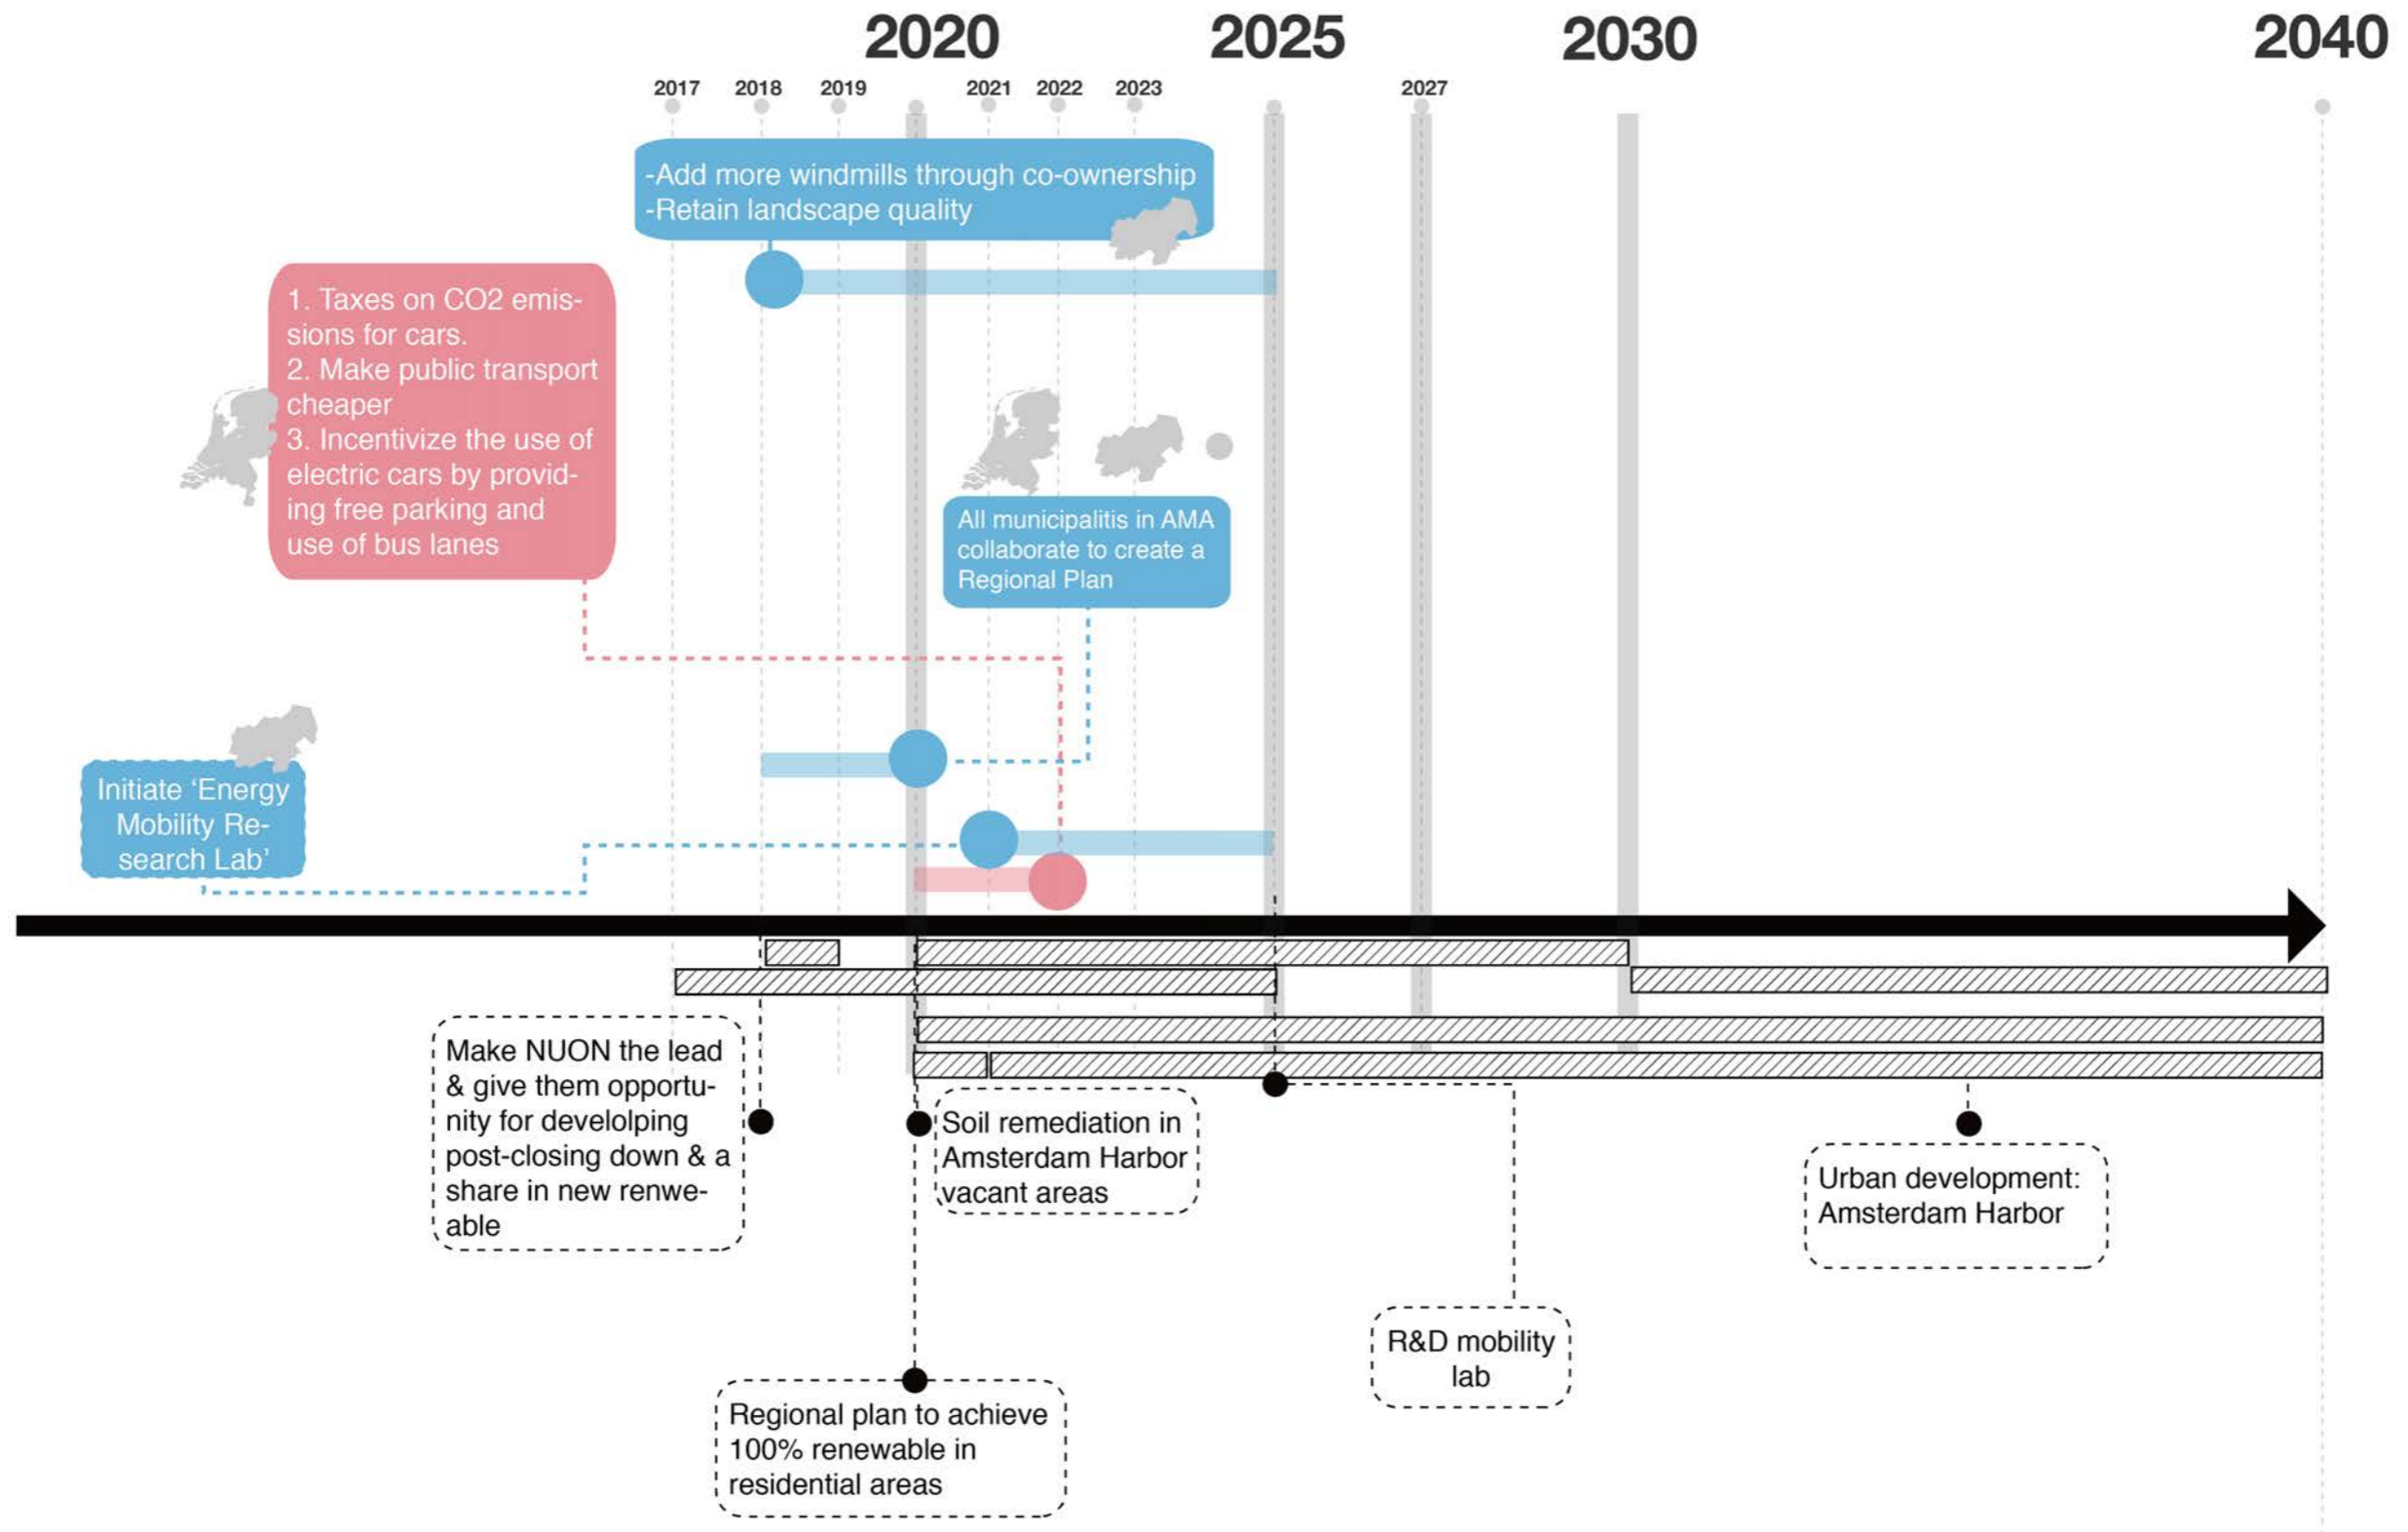 2020 2025 2030 2040
2017 2018 2019 2021 2022 2023 2027
-Add more windmills through co-ownership
-Retain landscape quality
1. Taxes on CO2 emis-
sions for cars.
2. Make public transport
cheaper
3. Incentivize the use of
electric cars by provid-
ing free parking and
use of bus lanes
All municipalitis in AMA
collaborate to create a
Regional Plan
Initiate ‘Energy
Mobility Re-
search Lab’
Make NUON the lead
& give them opportu-
nity for develolping
post-closing down & a
share in new renwe-
able
Soil remediation in
Amsterdam Harbor
vacant areas
Urban development:
Amsterdam Harbor
R&D mobility
lab
Regional plan to achieve
100% renewable in
residential areas